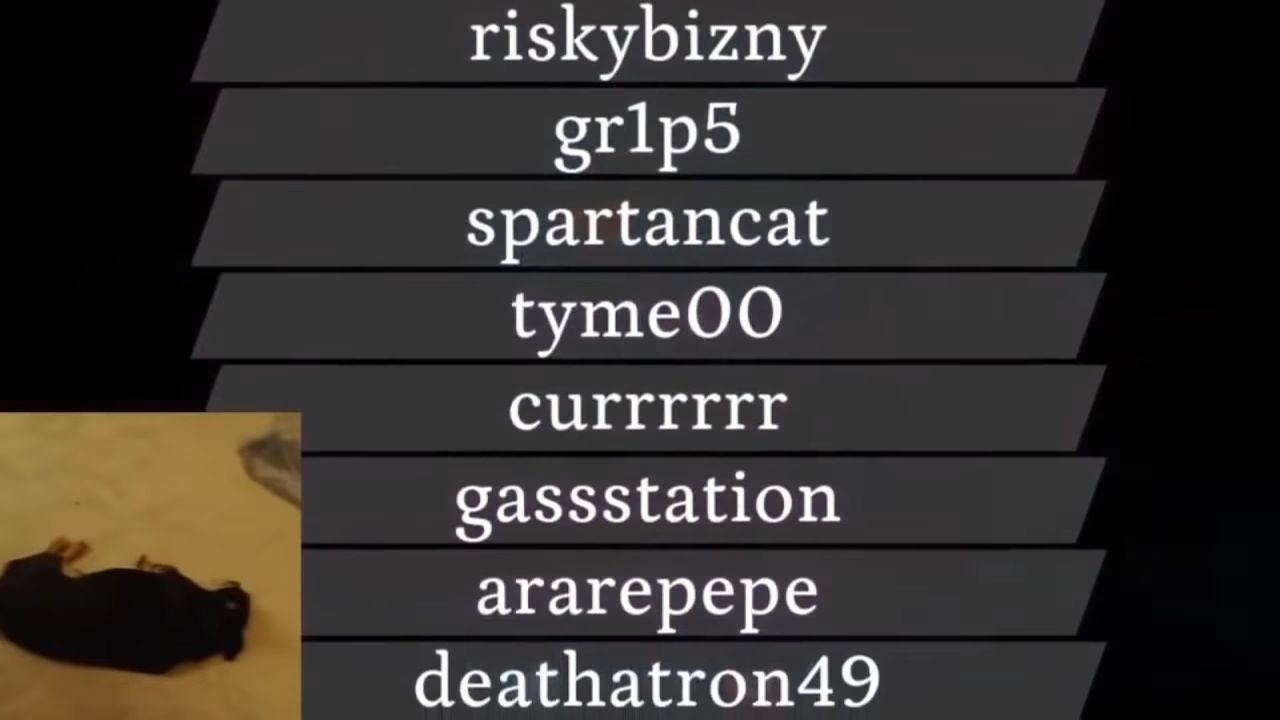 riskybizny
gr1p5
spartancat
tyme00
currrrrr
gassstation
ararepepe
deathatron49